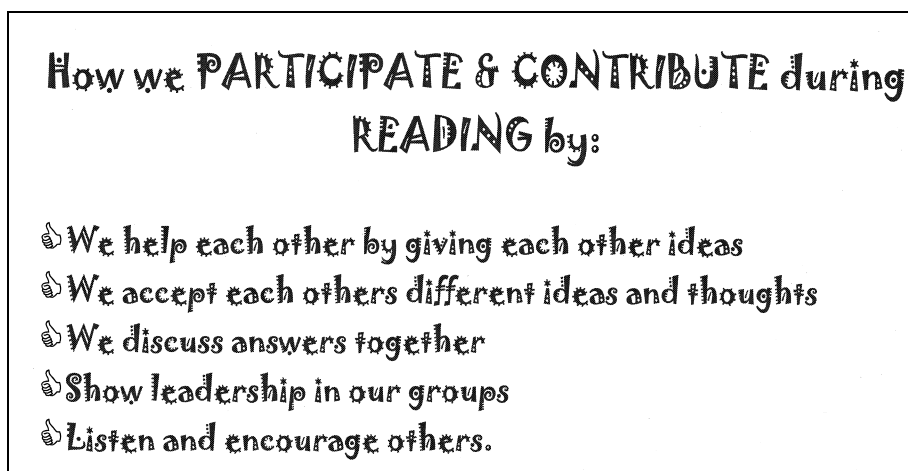 How we PARTICIPATE & CONTRIBUTE during
READING by:
We help each other by giving each other ideas
We accept each others different ideas and thoughts
We discuss answers together
Show leadership in our groups
Listen and encourage others.